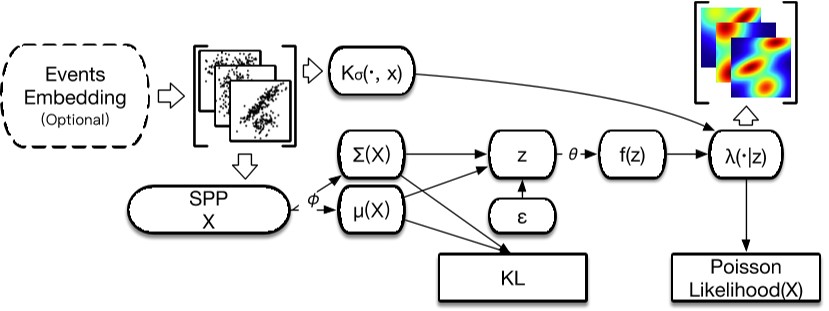 Events
Embedding
(Optional)
Kσ(·, x)
Σ(X)
z
θ
f(z)
λ(·|z)
SPP
X
ϕ
μ(X)
ε
KL
Poisson
Likelihood(X)